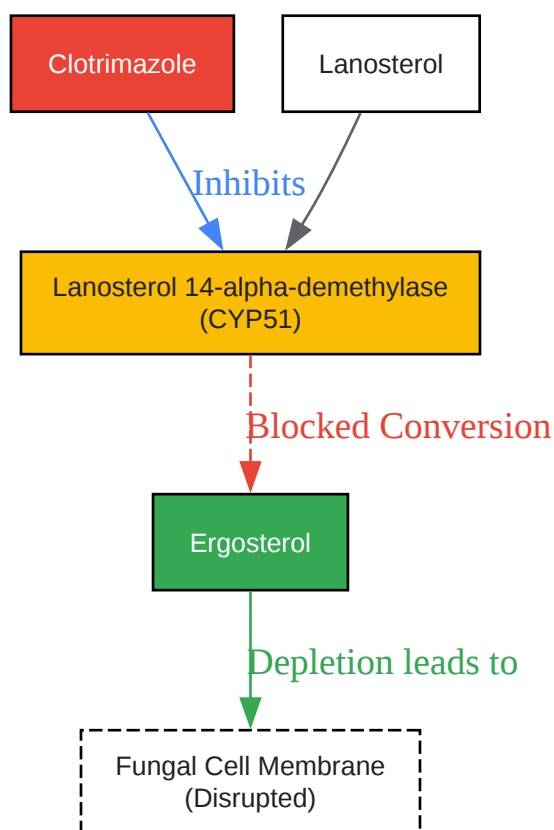 Clotrimazole
Lanosterol
Inhibits
Lanosterol 14-alpha-demethylase
(CYP51)
Blocked Conversion
Ergosterol
Depletion leads to
Fungal Cell Membrane
(Disrupted)